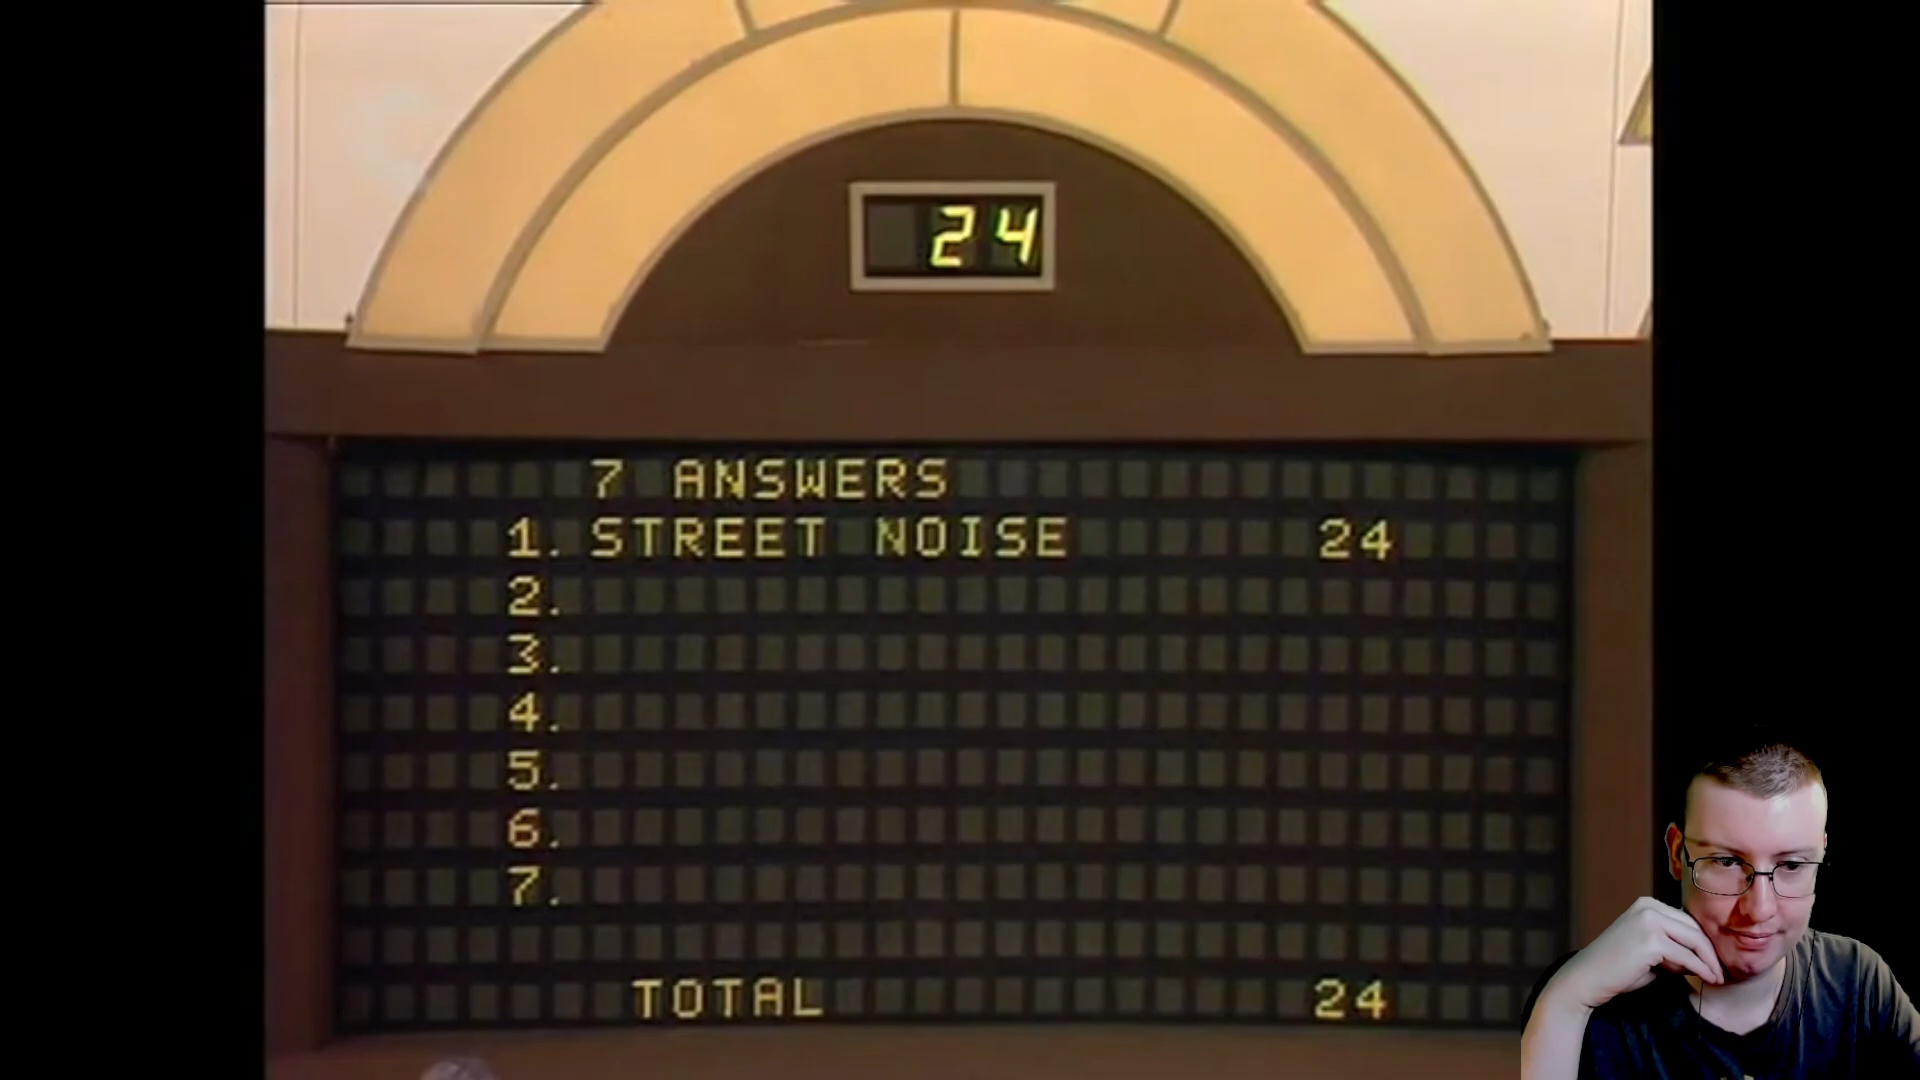 24
7 ANSWERS
1. STREET NOISE 24
2.
3.
4.
5.
6.
7.
TOTAL 24